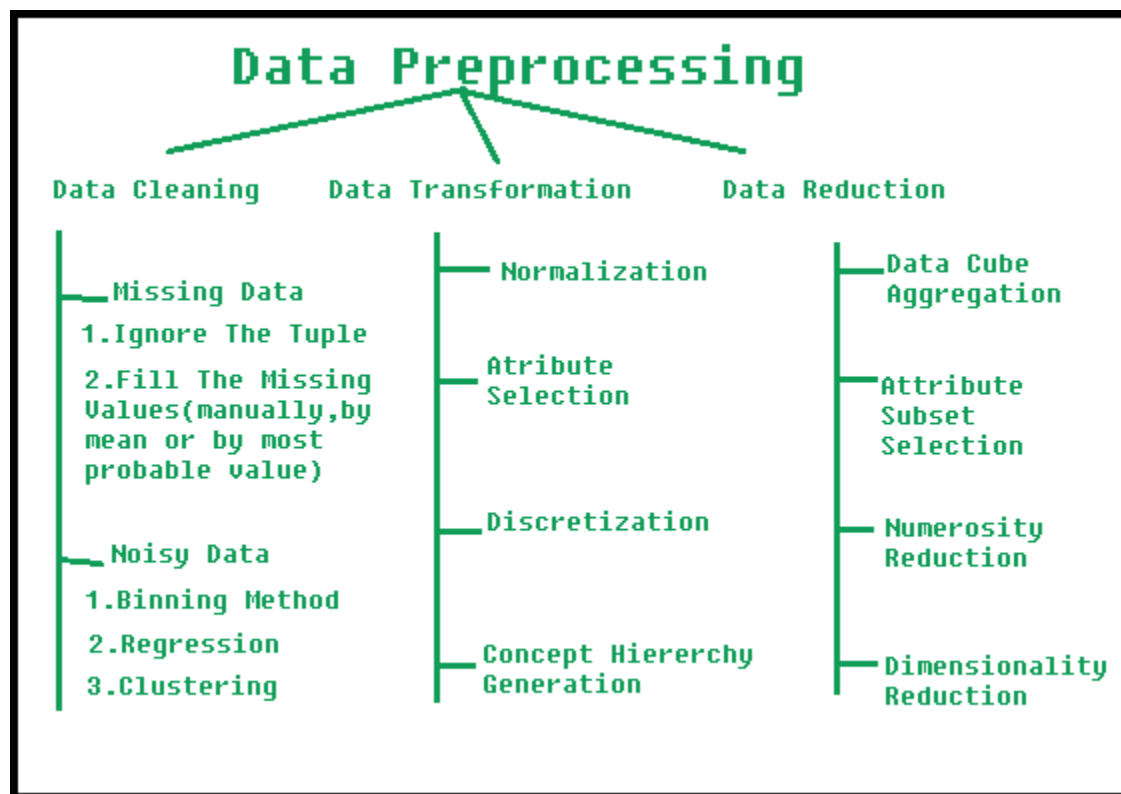 Data Preprocessing
Data Cleaning
Missing Data
1.Ignore The Tuple
2.Fill The Missing
Values(manually,by
mean or by most
probable value)
Noisy Data
1.Binning Method
2.Regression
3.Clustering
Data Transformation
Normalization
Atribute
Selection
Discretization
Concept Hiererchy
Generation
Data Reduction
Data Cube
Aggregation
Attribute
Subset
Selection
Numerosity
Reduction
Dimensionality
Reduction